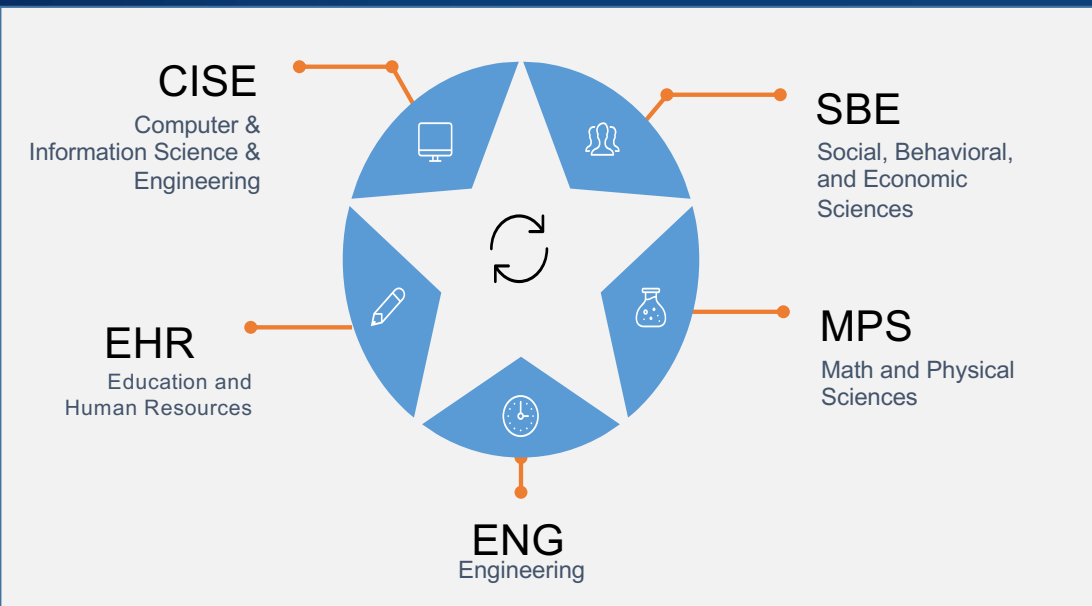 CISE
Computer &
Information Science &
Engineering
SBE
Social, Behavioral,
and Economic
Sciences
EHR
Education and
Human Resources
MPS
Math and Physical
Sciences
ENG
Engineering